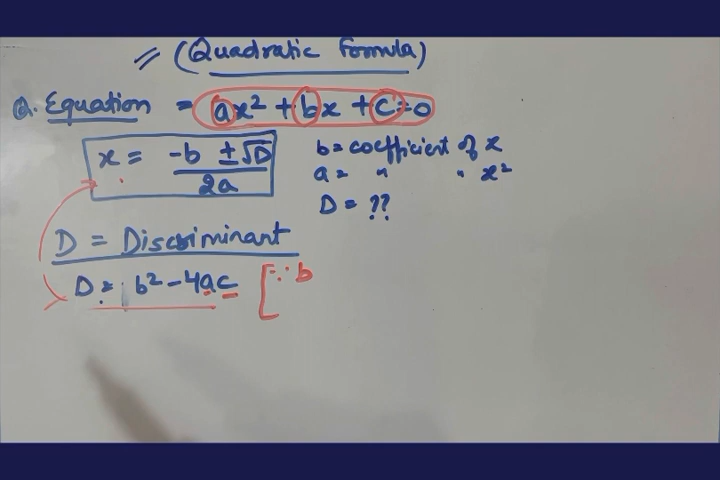 (Quadratic Formula)
Q. Equation = ax² + bx + c = 0
x = -b ± √D / 2a
b = coefficient of x
a = " " x²
D = ??
D = Discriminant
D = b² - 4ac [∵ b